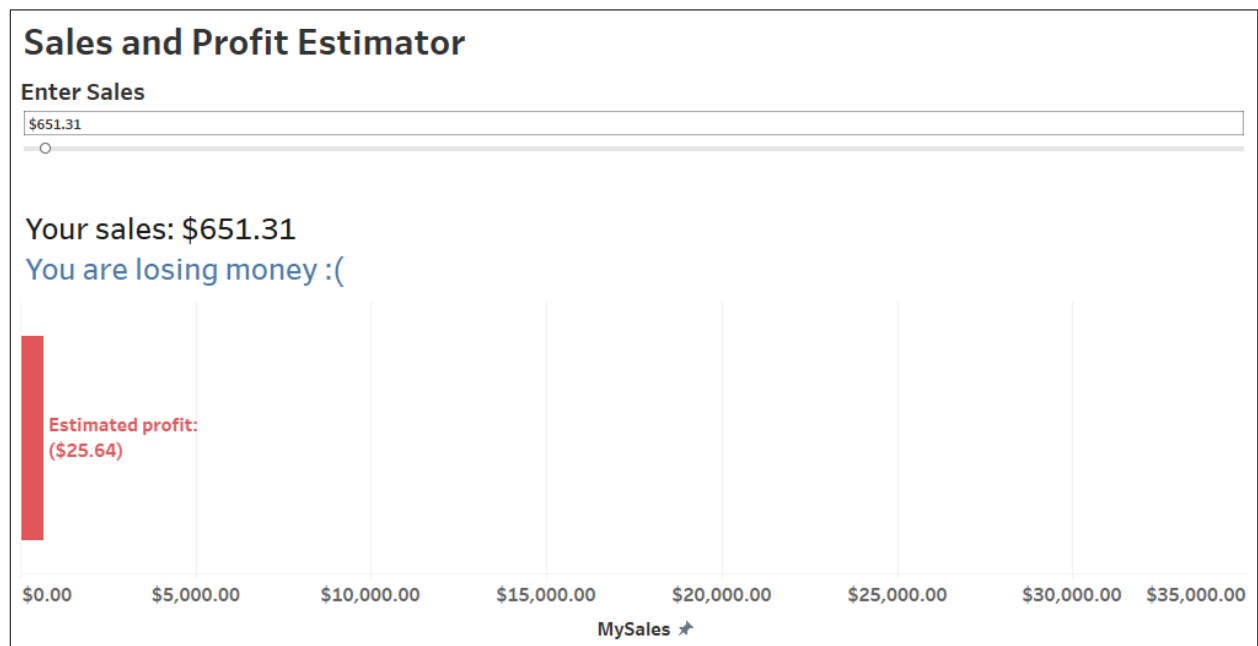 Sales and Profit Estimator
Enter Sales
$651.31
Your sales: $651.31
You are losing money :(
Estimated profit:
($25.64)
$0.00 $5,000.00 $10,000.00 $15,000.00 $20,000.00 $25,000.00 $30,000.00 $35,000.00
MySales